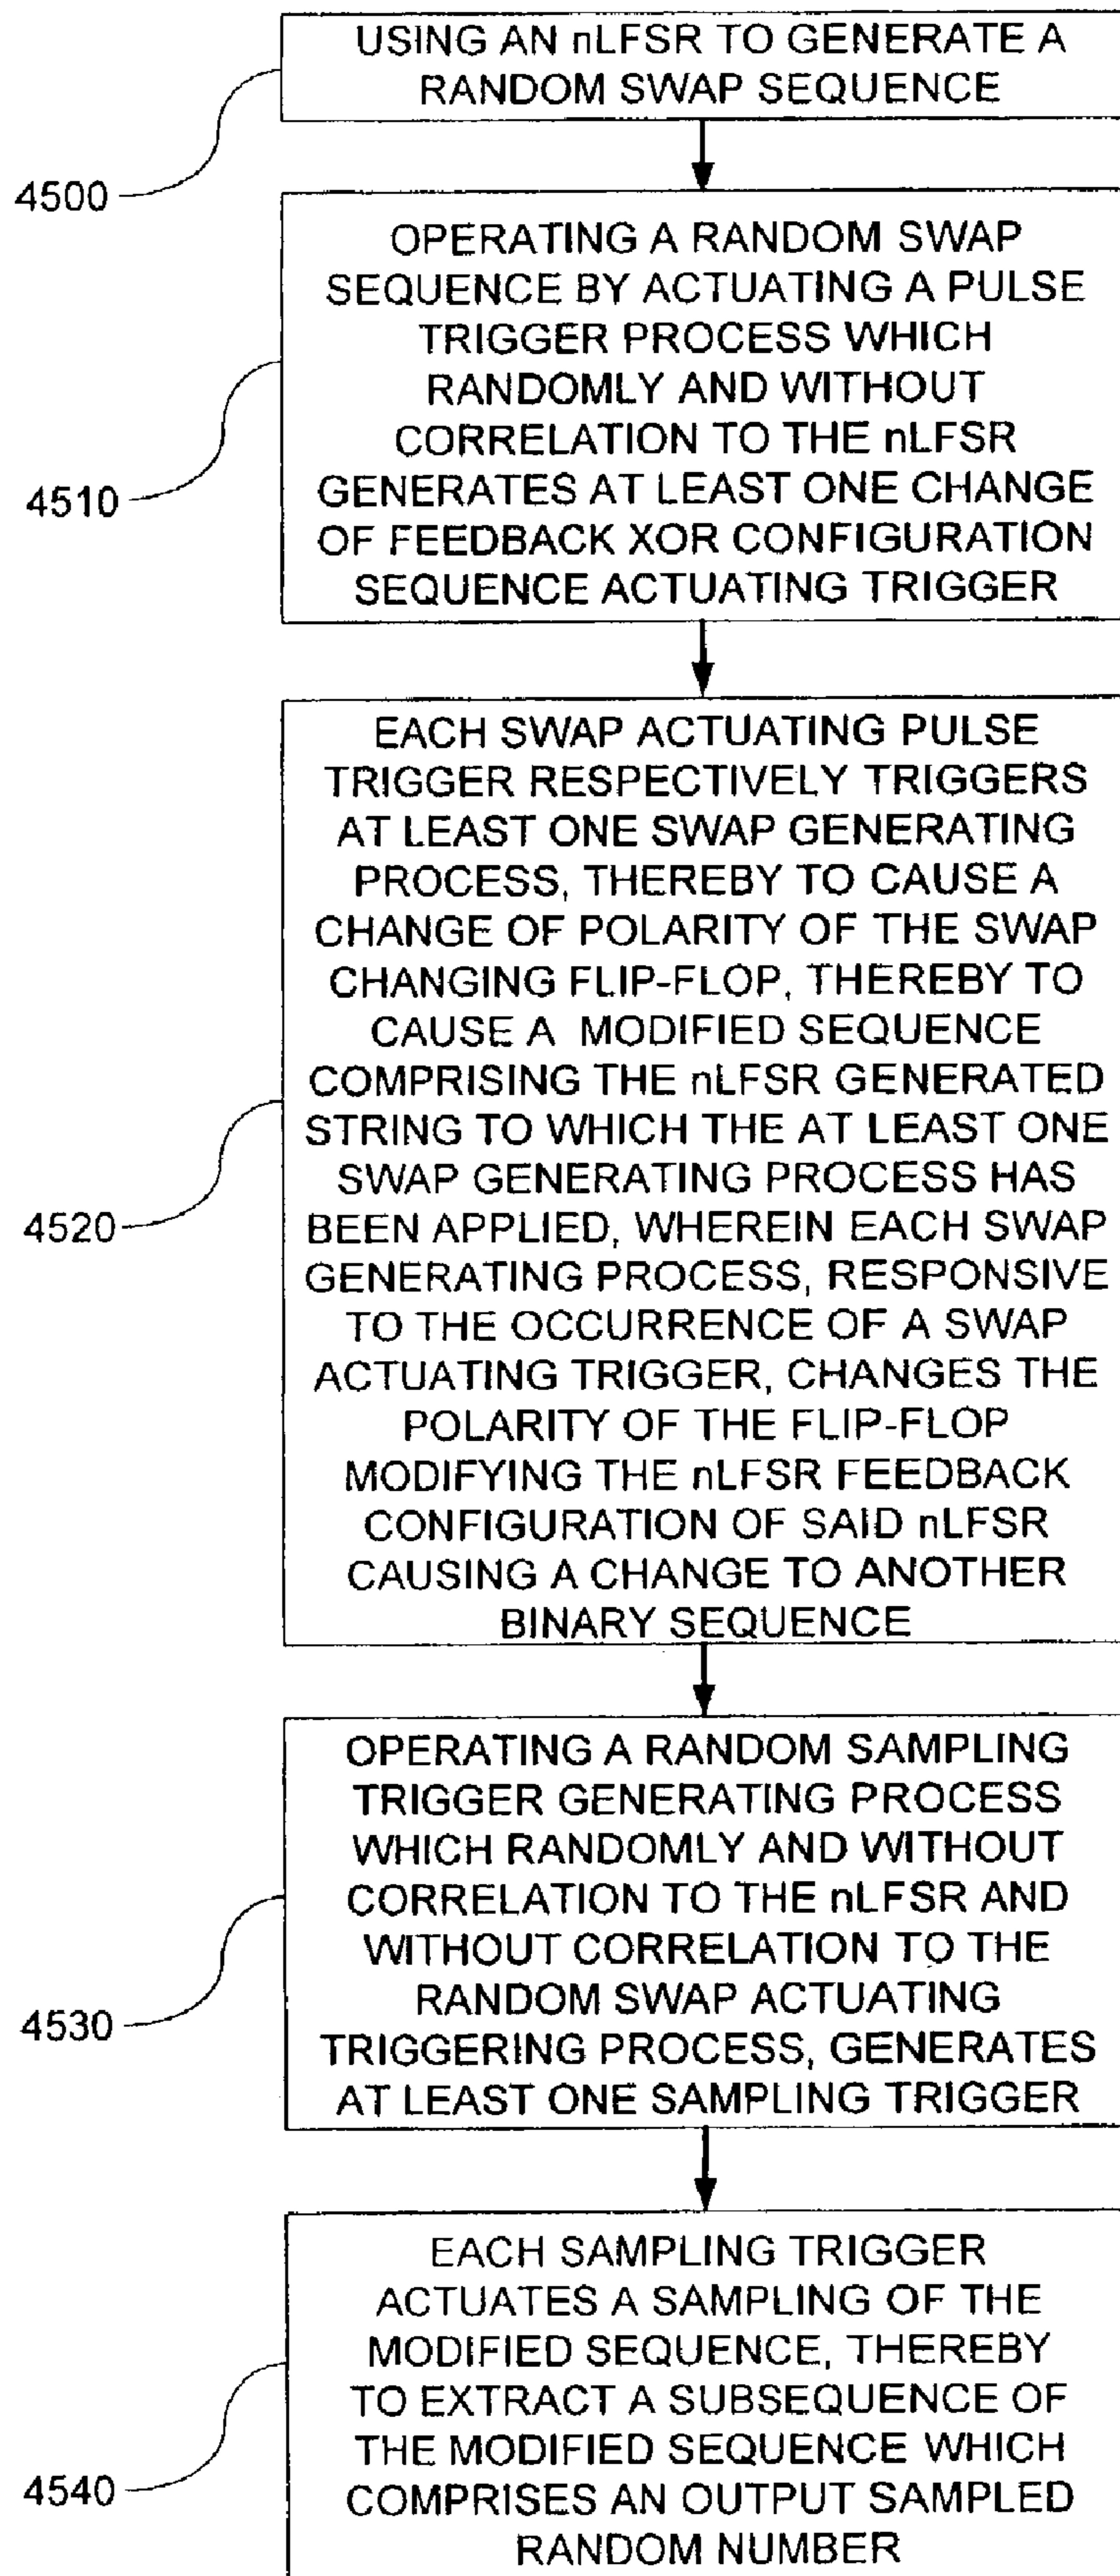 USING AN nLFSR TO GENERATE A
RANDOM SWAP SEQUENCE
4500
OPERATING A RANDOM SWAP
SEQUENCE BY ACTUATING A PULSE
TRIGGER PROCESS WHICH
RANDOMLY AND WITHOUT
CORRELATION TO THE nLFSR
GENERATES AT LEAST ONE CHANGE
OF FEEDBACK XOR CONFIGURATION
SEQUENCE ACTUATING TRIGGER
4510
EACH SWAP ACTUATING PULSE
TRIGGER RESPECTIVELY TRIGGERS
AT LEAST ONE SWAP GENERATING
PROCESS, THEREBY TO CAUSE A
CHANGE OF POLARITY OF THE SWAP
CHANGING FLIP-FLOP, THEREBY TO
CAUSE A MODIFIED SEQUENCE
COMPRISING THE nLFSR GENERATED
STRING TO WHICH THE AT LEAST ONE
SWAP GENERATING PROCESS HAS
BEEN APPLIED, WHEREIN EACH SWAP
GENERATING PROCESS, RESPONSIVE
TO THE OCCURRENCE OF A SWAP
ACTUATING TRIGGER, CHANGES THE
POLARITY OF THE FLIP-FLOP
MODIFYING THE nLFSR FEEDBACK
CONFIGURATION OF SAID nLFSR
CAUSING A CHANGE TO ANOTHER
BINARY SEQUENCE
4520
OPERATING A RANDOM SAMPLING
TRIGGER GENERATING PROCESS
WHICH RANDOMLY AND WITHOUT
CORRELATION TO THE nLFSR AND
WITHOUT CORRELATION TO THE
RANDOM SWAP ACTUATING
TRIGGERING PROCESS, GENERATES
AT LEAST ONE SAMPLING TRIGGER
4530
EACH SAMPLING TRIGGER
ACTUATES A SAMPLING OF THE
MODIFIED SEQUENCE, THEREBY
TO EXTRACT A SUBSEQUENCE OF
THE MODIFIED SEQUENCE WHICH
COMPRISES AN OUTPUT SAMPLED
RANDOM NUMBER
4540